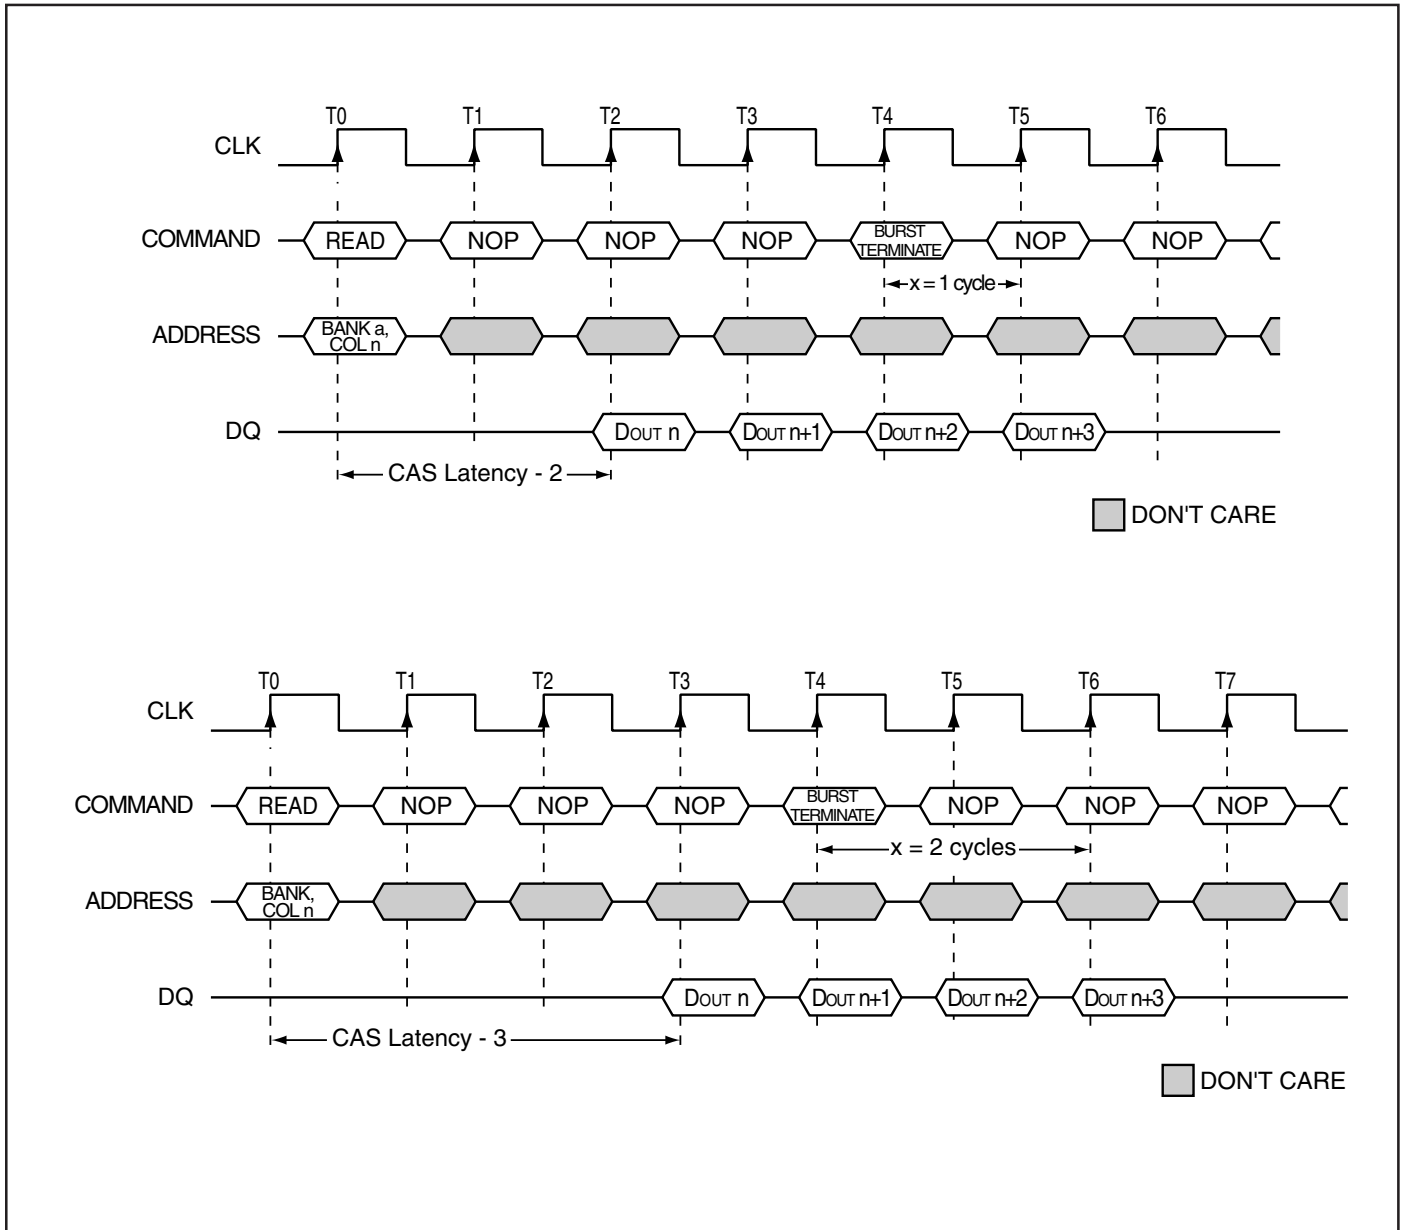 T0 T1 T2 T3 T4 T5 T6
CLK
COMMAND READ NOP NOP NOP BURST TERMINATE NOP NOP
x = 1 cycle
ADDRESS BANK a, COL n
DQ DOUT n DOUT n+1 DOUT n+2 DOUT n+3
CAS Latency - 2
DON'T CARE
T0 T1 T2 T3 T4 T5 T6 T7
CLK
COMMAND READ NOP NOP NOP BURST TERMINATE NOP NOP NOP
x = 2 cycles
ADDRESS BANK, COL n
DQ DOUT n DOUT n+1 DOUT n+2 DOUT n+3
CAS Latency - 3
DON'T CARE